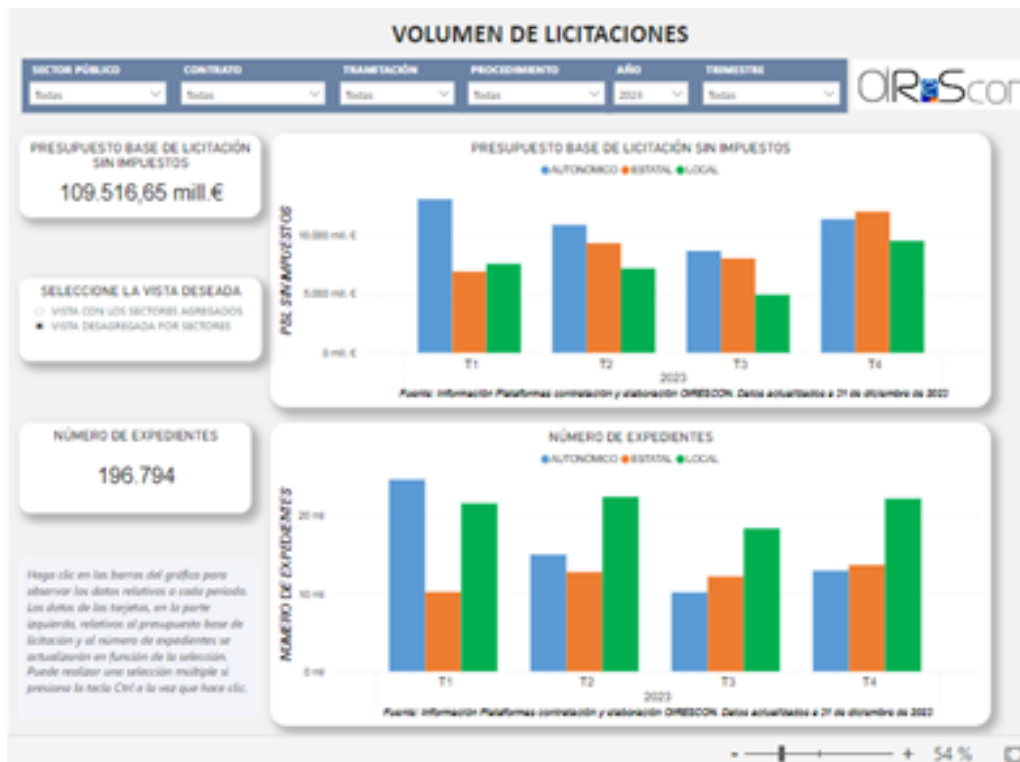 VOLUMEN DE LICITACIONES
SECTOR PÚBLICO
CONTRATO
TRAMITACIÓN
PROCEDIMIENTO
AÑO
TRIMESTRE
Todas
Todas
Todas
Todas
2023
Todas
OIReScon
PRESUPUESTO BASE DE LICITACIÓN
SIN IMPUESTOS
109.516,65 mill.€
SELECCIONE LA VISTA DESEADA
VISTA CON LOS SECTORES AGREGADOS
VISTA DESAGREGADA POR SECTORES
NÚMERO DE EXPEDIENTES
196.794
Haga clic en las barras del gráfico para
observar los datos relativos a cada periodo.
Los datos de las tarjetas, en la parte
izquierda, relativos al presupuesto base de
licitación y al número de expedientes se
actualizarán en función de la selección.
Puede realizar una selección múltiple si
presiona la tecla Ctrl a la vez que hace clic.
PRESUPUESTO BASE DE LICITACIÓN SIN IMPUESTOS
AUTONÓMICO ESTATAL LOCAL
PBL SIN IMPUESTOS
10.000 mill. €
5.000 mill. €
0 mill. €
T1 T2 T3 T4
2023
Fuente: Información Plataformas contratación y elaboración OIRESCON. Datos actualizados a 31 de diciembre de 2023
NÚMERO DE EXPEDIENTES
AUTONÓMICO ESTATAL LOCAL
NÚMERO DE EXPEDIENTES
20 mil
10 mil
0 mil
T1 T2 T3 T4
2023
Fuente: Información Plataformas contratación y elaboración OIRESCON. Datos actualizados a 31 de diciembre de 2023
- + 54 %